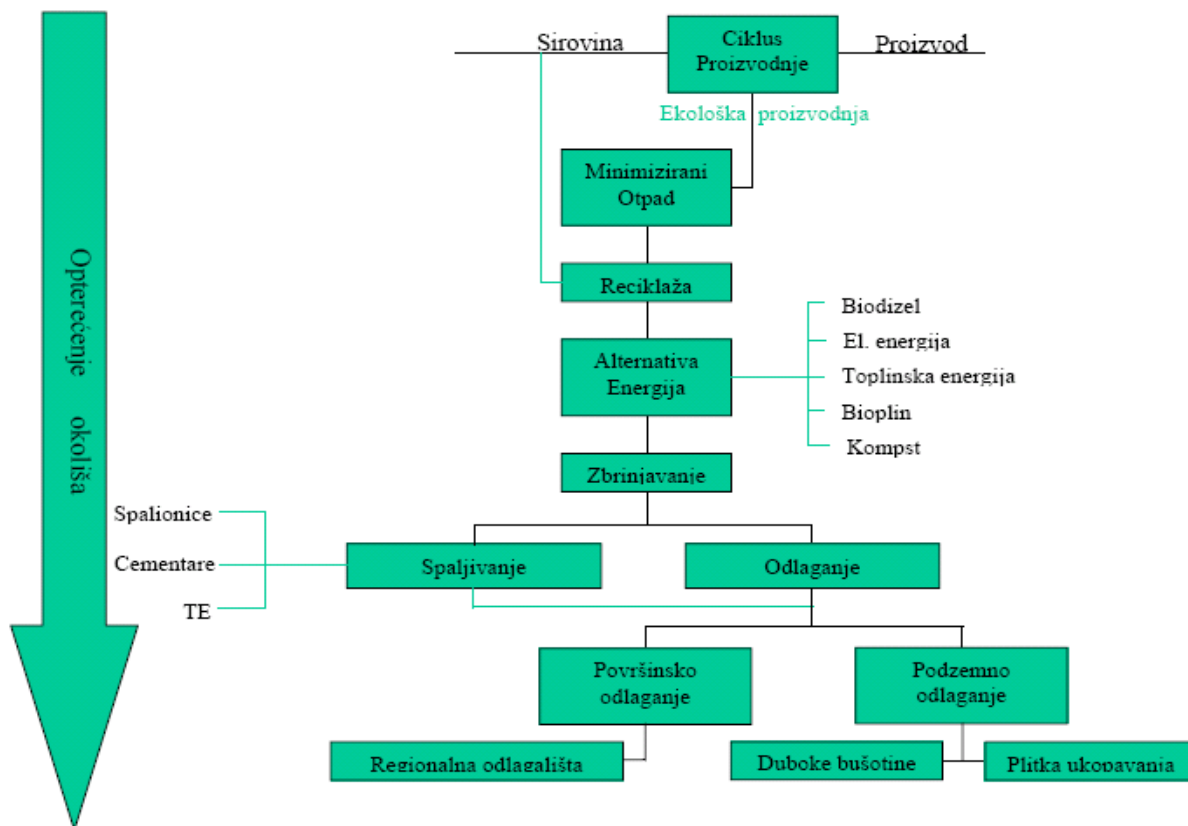 Sirovina
Ciklus
Proizvodnje
Proizvod
Ekološka proizvodnja
Minimizirani
Otpad
Reciklaža
Alternativa
Energija
Biodizel
El. energija
Toplinska energija
Bioplin
Kompst
Zbrinjavanje
Opterećenje okoliša
Spalionice
Cementare
TE
Spaljivanje
Odlaganje
Površinsko
odlaganje
Podzemno
odlaganje
Regionalna odlagališta
Duboke bušotine
Plitka ukopavanja